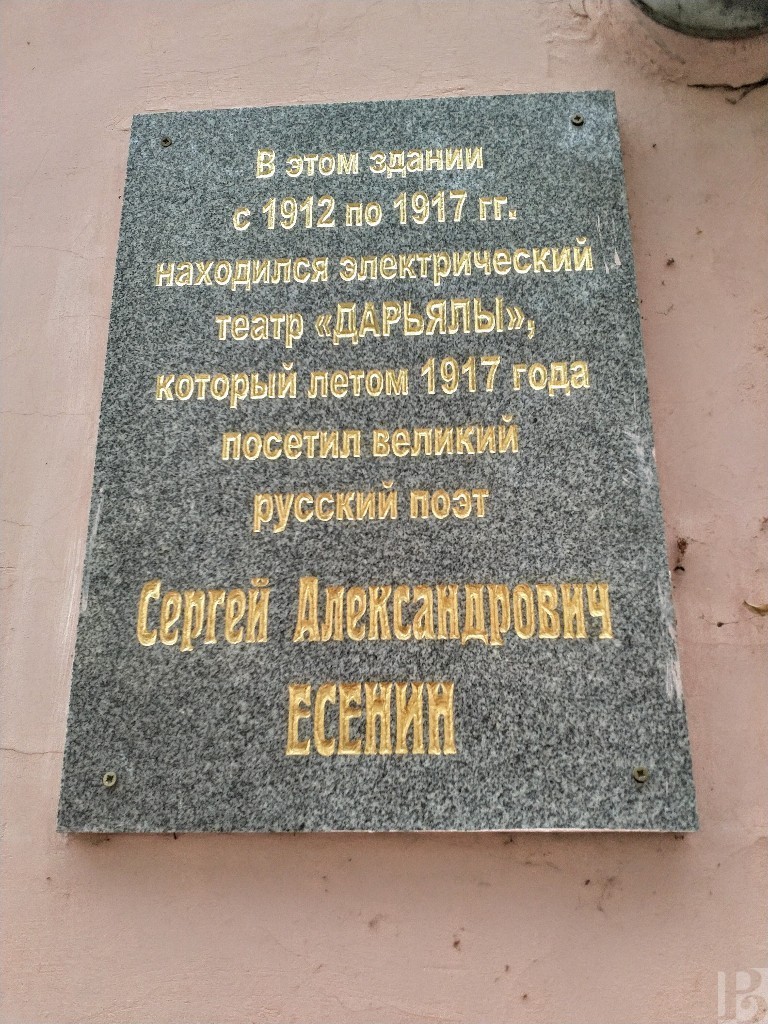 В этом здании
с 1912 по 1917 гг.
находился электрический
театр «ДАРЬЯЛЫ»,
который летом 1917 года
посетил великий
русский поэт
Сергей Александрович
ЕСЕНИН